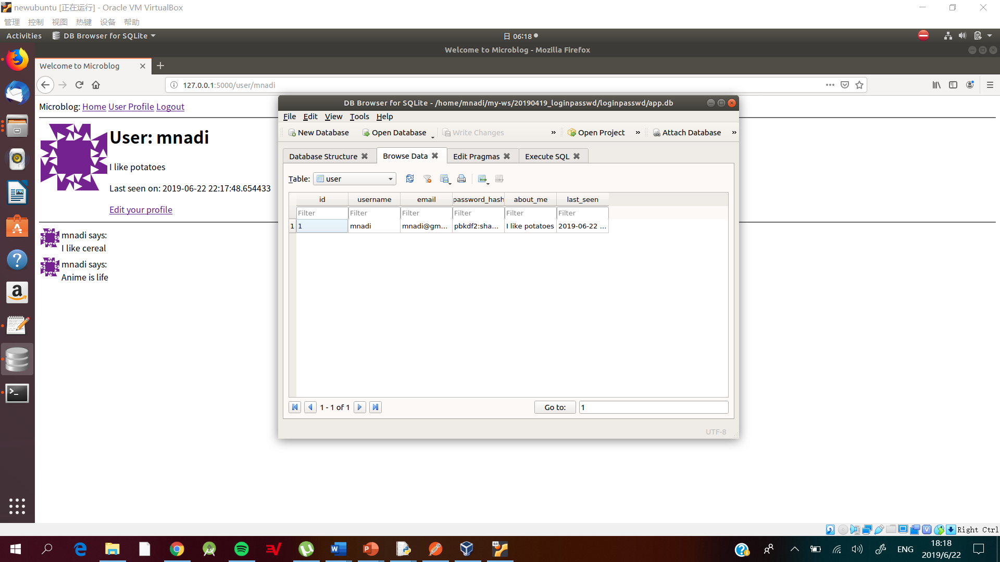 newubuntu [正在运行] - Oracle VM VirtualBox
管理 控制 视图 热键 设备 帮助
Activities DB Browser for SQLite 日 06:18
Welcome to Microblog - Mozilla Firefox
Welcome to Microblog
127.0.0.1:5000/user/mnadi
Microblog: Home User Profile Logout
User: mnadi
I like potatoes
Last seen on: 2019-06-22 22:17:48.654433
Edit your profile
mnadi says:
I like cereal
mnadi says:
Anime is life
DB Browser for SQLite - /home/mnadi/my-ws/20190419_loginpasswd/loginpasswd/app.db
File Edit View Tools Help
New Database Open Database Write Changes » Open Project » Attach Database »
Database Structure Browse Data Edit Pragmas Execute SQL
Table: user
id username email password_hash about_me last_seen
Filter Filter Filter Filter Filter Filter
1 1 mnadi mnadi@gm... pbkdf2:sha... I like potatoes 2019-06-22 ...
1 - 1 of 1 Go to: 1
UTF-8
Right Ctrl
ENG
18:18
2019/6/22